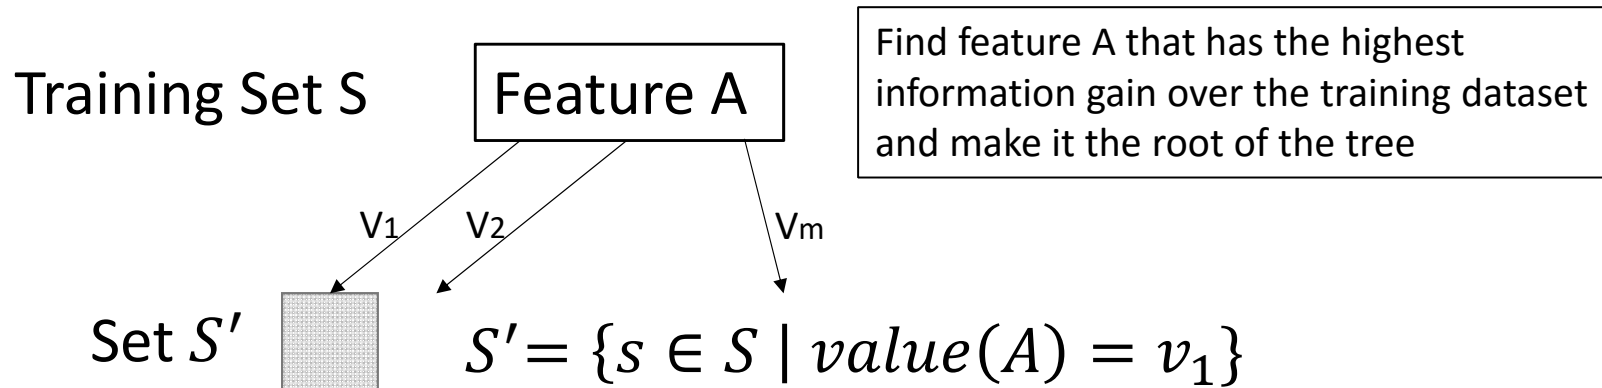 Training Set S
Feature A
Find feature A that has the highest
information gain over the training dataset
and make it the root of the tree
V1
V2
Vm
Set S′
S′= {s ∈ S | value(A) = v₁}